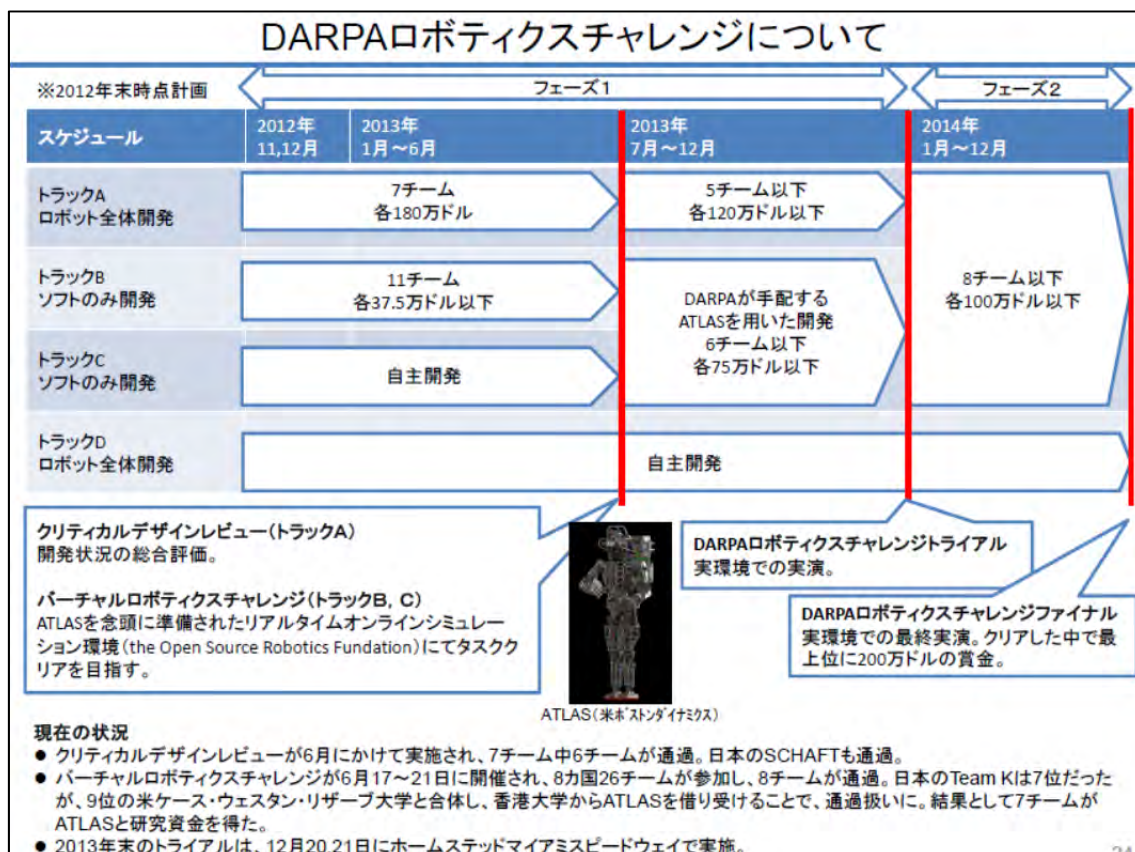 DARPAロボティクスチャレンジについて
※2012年末時点計画
フェーズ1
フェーズ2
スケジュール
2012年
11,12月
2013年
1月～6月
2013年
7月～12月
2014年
1月～12月
トラックA
ロボット全体開発
7チーム
各180万ドル
5チーム以下
各120万ドル以下
トラックB
ソフトのみ開発
11チーム
各37.5万ドル以下
DARPAが手配する
ATLASを用いた開発
6チーム以下
各75万ドル以下
8チーム以下
各100万ドル以下
トラックC
ソフトのみ開発
自主開発
トラックD
ロボット全体開発
自主開発
クリティカルデザインレビュー（トラックA）
開発状況の総合評価。
バーチャルロボティクスチャレンジ（トラックB, C）
ATLASを念頭に準備されたリアルタイムオンラインシミュレー
ション環境（the Open Source Robotics Fundation）にてタスクク
リアを目指す。
DARPAロボティクスチャレンジトライアル
実環境での実演。
DARPAロボティクスチャレンジファイナル
実環境での最終実演。クリアした中で最
上位に200万ドルの賞金。
ATLAS（米ﾎﾞｽﾄﾝﾀﾞｲﾅﾐｸｽ）
現在の状況
● クリティカルデザインレビューが6月にかけて実施され、7チーム中6チームが通過。日本のSCHAFTも通過。
● バーチャルロボティクスチャレンジが6月17～21日に開催され、8カ国26チームが参加し、8チームが通過。日本のTeam Kは7位だった
が、9位の米ケース・ウェスタン・リザーブ大学と合体し、香港大学からATLASを借り受けることで、通過扱いに。結果として7チームが
ATLASと研究資金を得た。
● 2013年末のトライアルは、12月20,21日にホームステッドマイアミスピードウェイで実施。